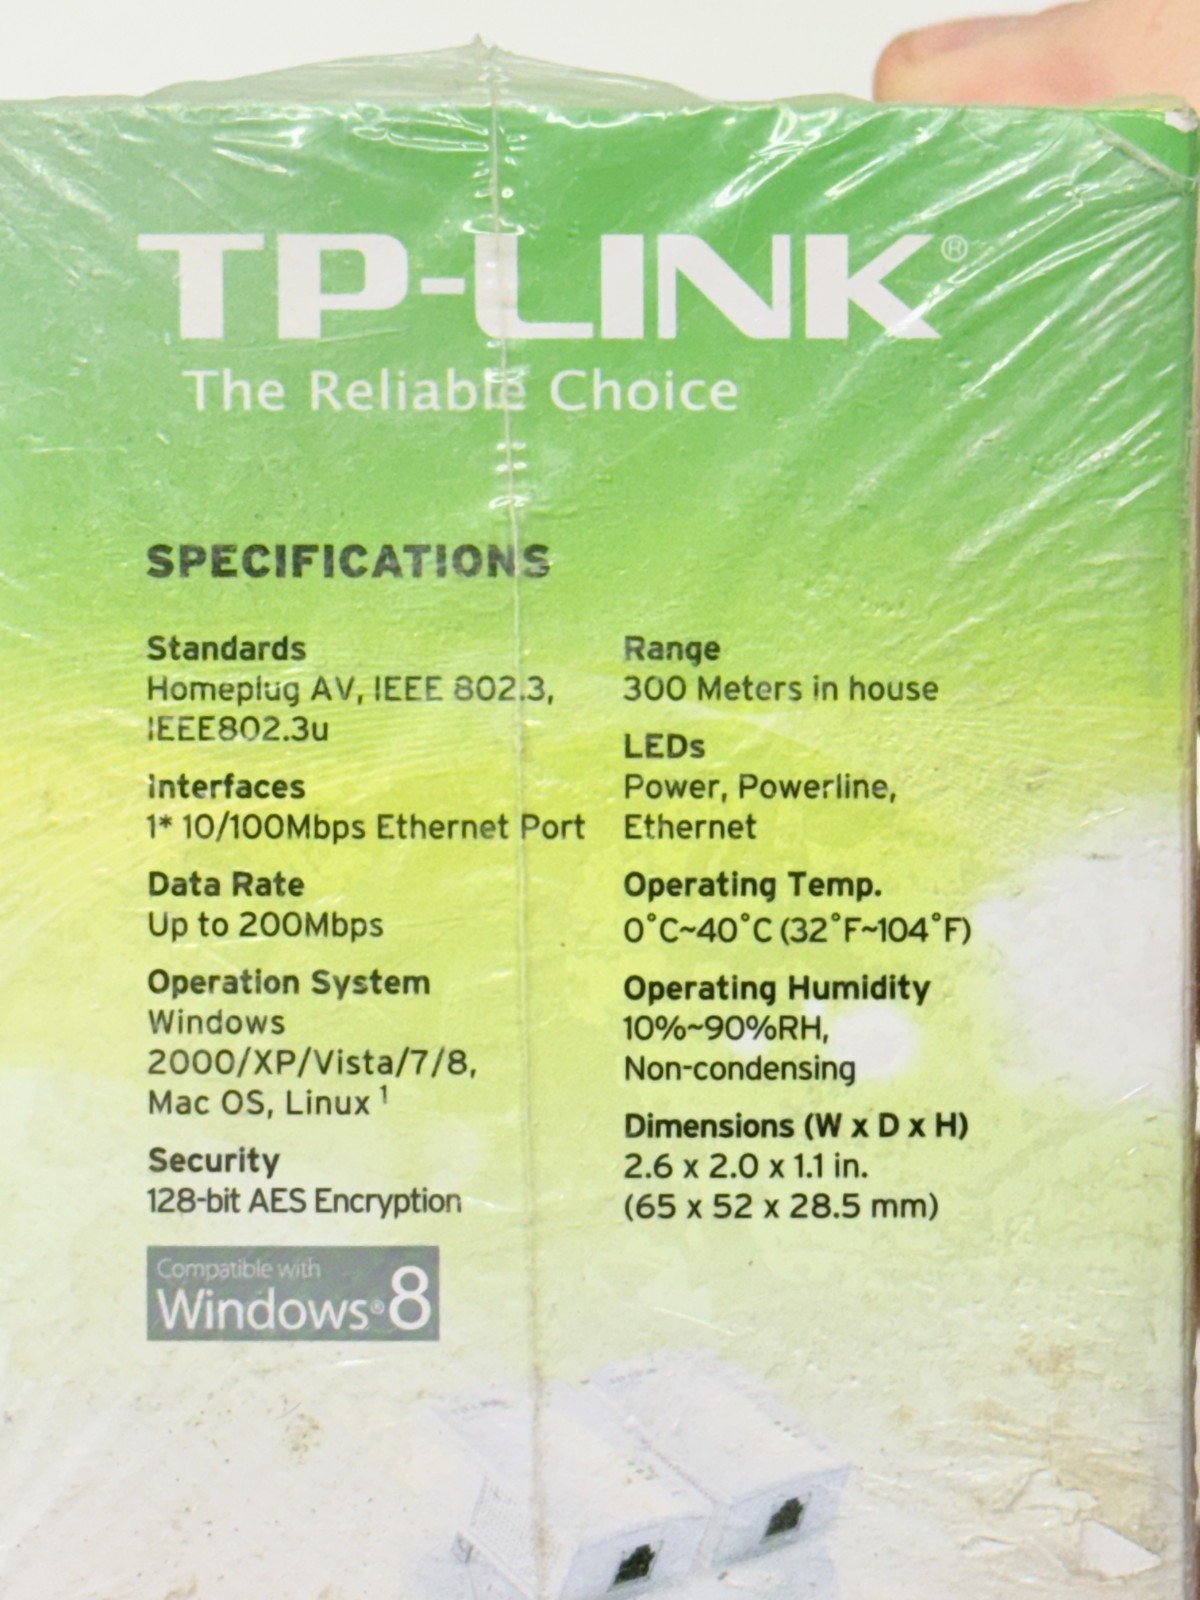 TP-LINK®
The Reliable Choice
SPECIFICATIONS
Standards
Homeplug AV, IEEE 802.3,
IEEE802.3u
Interfaces
1* 10/100Mbps Ethernet Port
Data Rate
Up to 200Mbps
Operation System
Windows
2000/XP/Vista/7/8,
Mac OS, Linux ¹
Security
128-bit AES Encryption
Compatible with
Windows® 8
Range
300 Meters in house
LEDs
Power, Powerline,
Ethernet
Operating Temp.
0°C~40°C (32°F~104°F)
Operating Humidity
10%~90%RH,
Non-condensing
Dimensions (W x D x H)
2.6 x 2.0 x 1.1 in.
(65 x 52 x 28.5 mm)